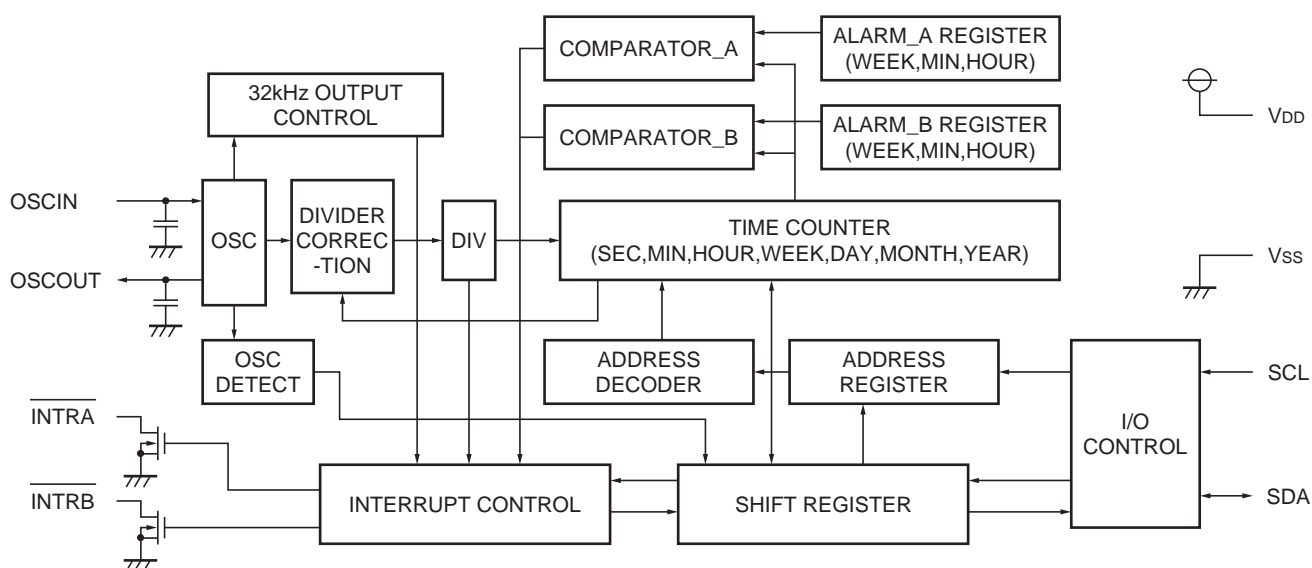 COMPARATOR_A
ALARM_A REGISTER
(WEEK,MIN,HOUR)
32kHz OUTPUT
CONTROL
COMPARATOR_B
ALARM_B REGISTER
(WEEK,MIN,HOUR)
VDD
OSCIN
OSC
DIVIDER
CORREC
-TION
DIV
TIME COUNTER
(SEC,MIN,HOUR,WEEK,DAY,MONTH,YEAR)
VSS
OSCOUT
OSC
DETECT
ADDRESS
DECODER
ADDRESS
REGISTER
I/O
CONTROL
SCL
INTRA
INTERRUPT CONTROL
SHIFT REGISTER
SDA
INTRB